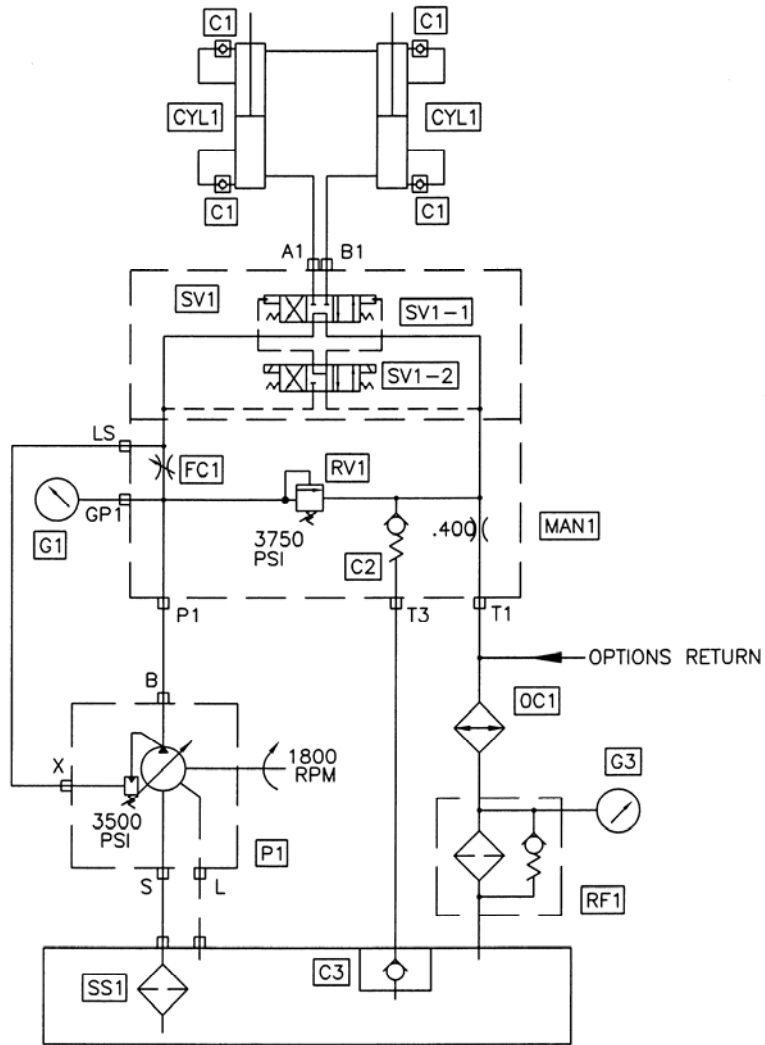 C1
C1
CYL1
CYL1
C1
C1
A1
B1
SV1
SV1-1
SV1-2
LS
FC1
RV1
GP1
G1
3750
PSI
C2
.400
MAN1
P1
T3
T1
OPTIONS RETURN
B
OC1
X
1800
RPM
G3
3500
PSI
P1
S
L
RF1
SS1
C3